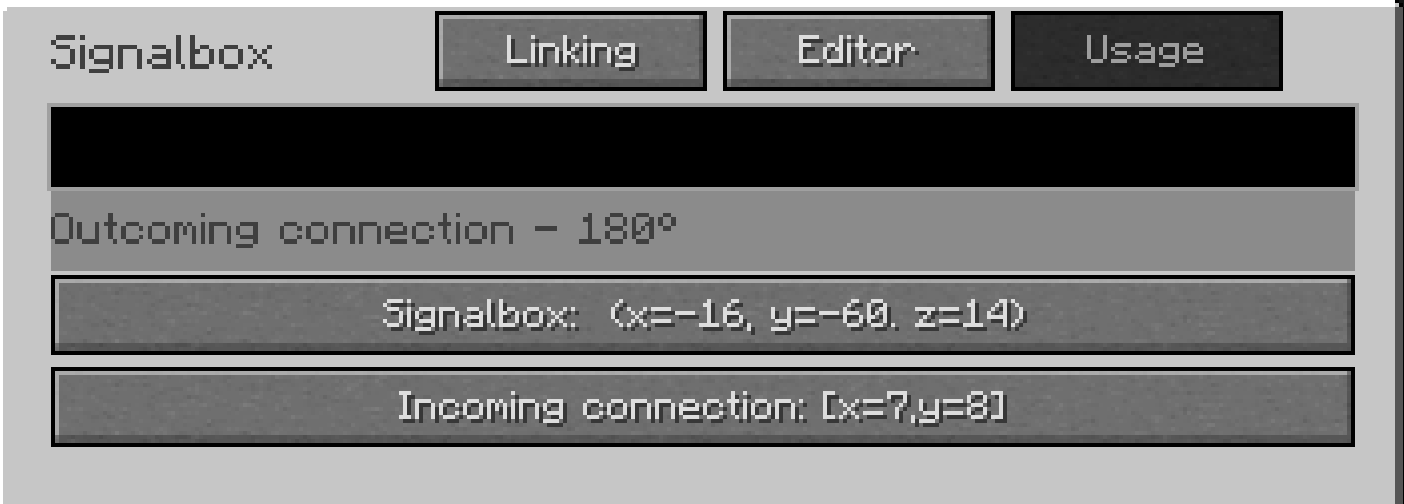 Signalbox
Linking
Editor
Usage
Outcoming connection - 180°
Signalbox: (x=-16, y=-60. z=14)
Incoming connection: [x=7,y=8]